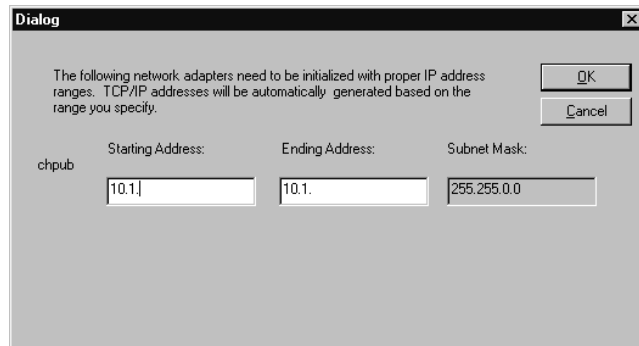 Dialog
The following network adapters need to be initialized with proper IP address
ranges. TCP/IP addresses will be automatically generated based on the
range you specify.
OK
Cancel
Starting Address:
Ending Address:
Subnet Mask:
chpub
10.1.
10.1.
255.255.0.0